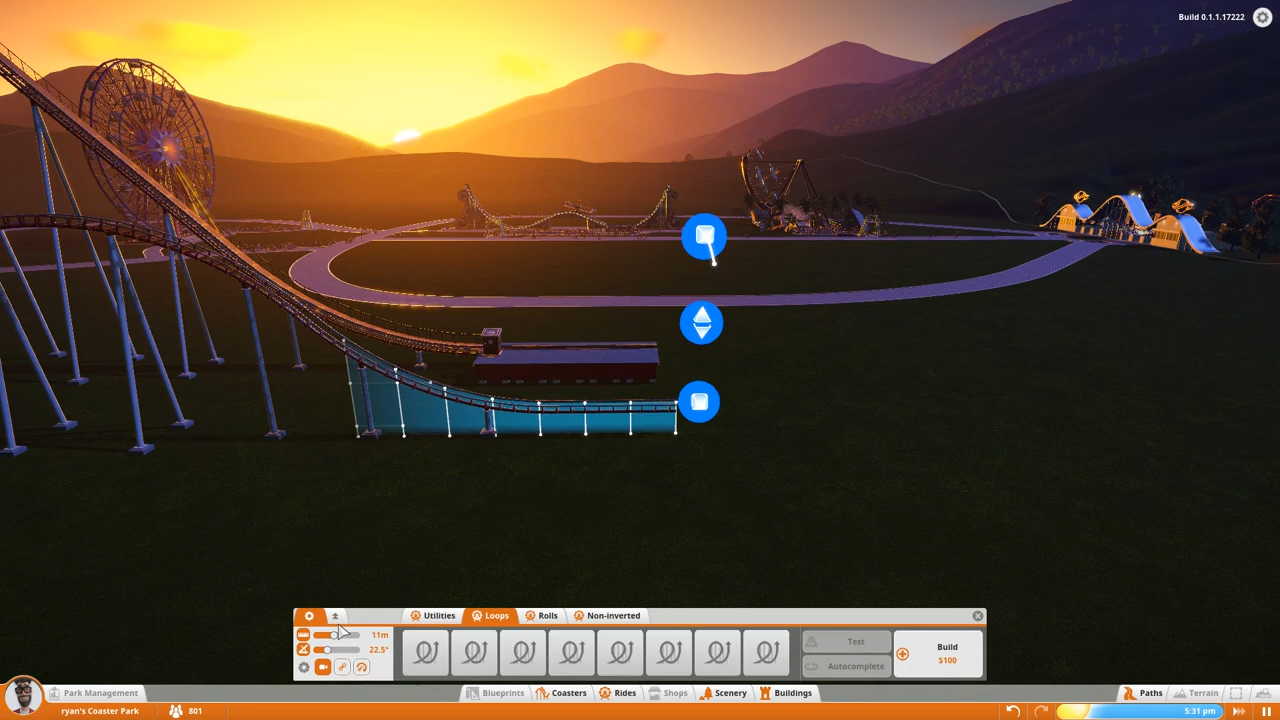 Build 0.1.1.17222
Utilities Loops Rolls Non-inverted
11m
22.5°
Test
Autocomplete
Build
$100
Park Management Blueprints Coasters Rides Shops Scenery Buildings Paths Terrain
ryan's Coaster Park 801 5:31 pm